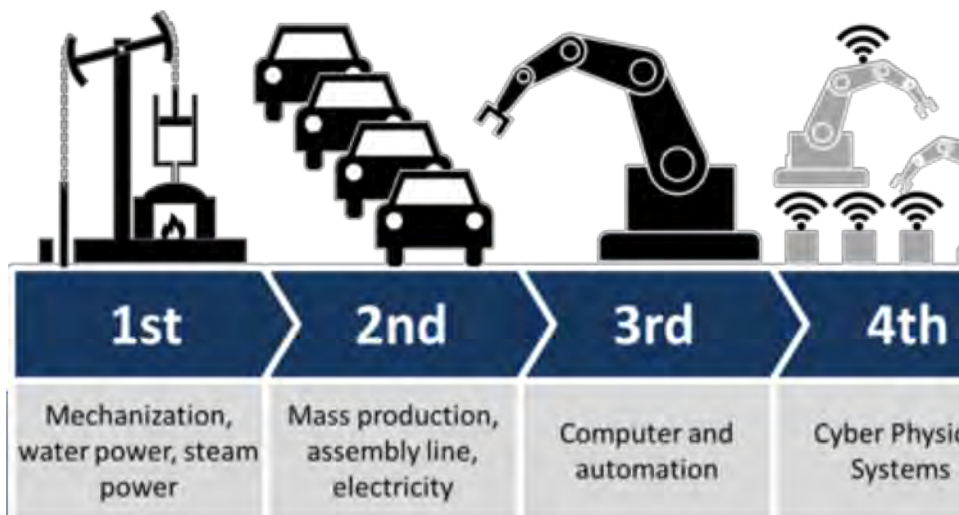 1st
2nd
3rd
4th
Mechanization,
water power, steam
power
Mass production,
assembly line,
electricity
Computer and
automation
Cyber
Systems